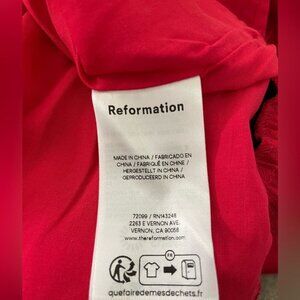 Reformation
MADE IN CHINA / FABRICADO EN
CHINA / FABRIQUÉ EN CHINE /
HERGESTELLT IN CHINA /
GEPRODUCEERD IN CHINA
72099 / RN143248
2263 E VERNON AVE.
VERNON, CA 90058
www.thereformation.com
FR
quefairedemesdechets.fr